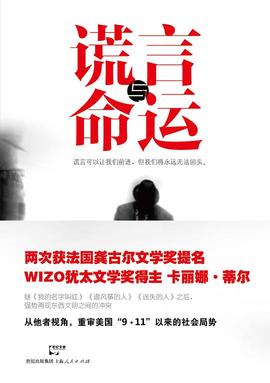 谎言
与
命运
谎言可以让我们前进，但我们将永远无法回头。
两次获法国龚古尔文学奖提名
WIZO犹太文学奖得主 卡丽娜·蒂尔
继《我的名字叫红》《追风筝的人》《迷失的人》之后，
强势再现东西文明之间的冲突
从他者视角，重审美国“9·11”以来的社会局势
世纪出版集团 上海人民出版社